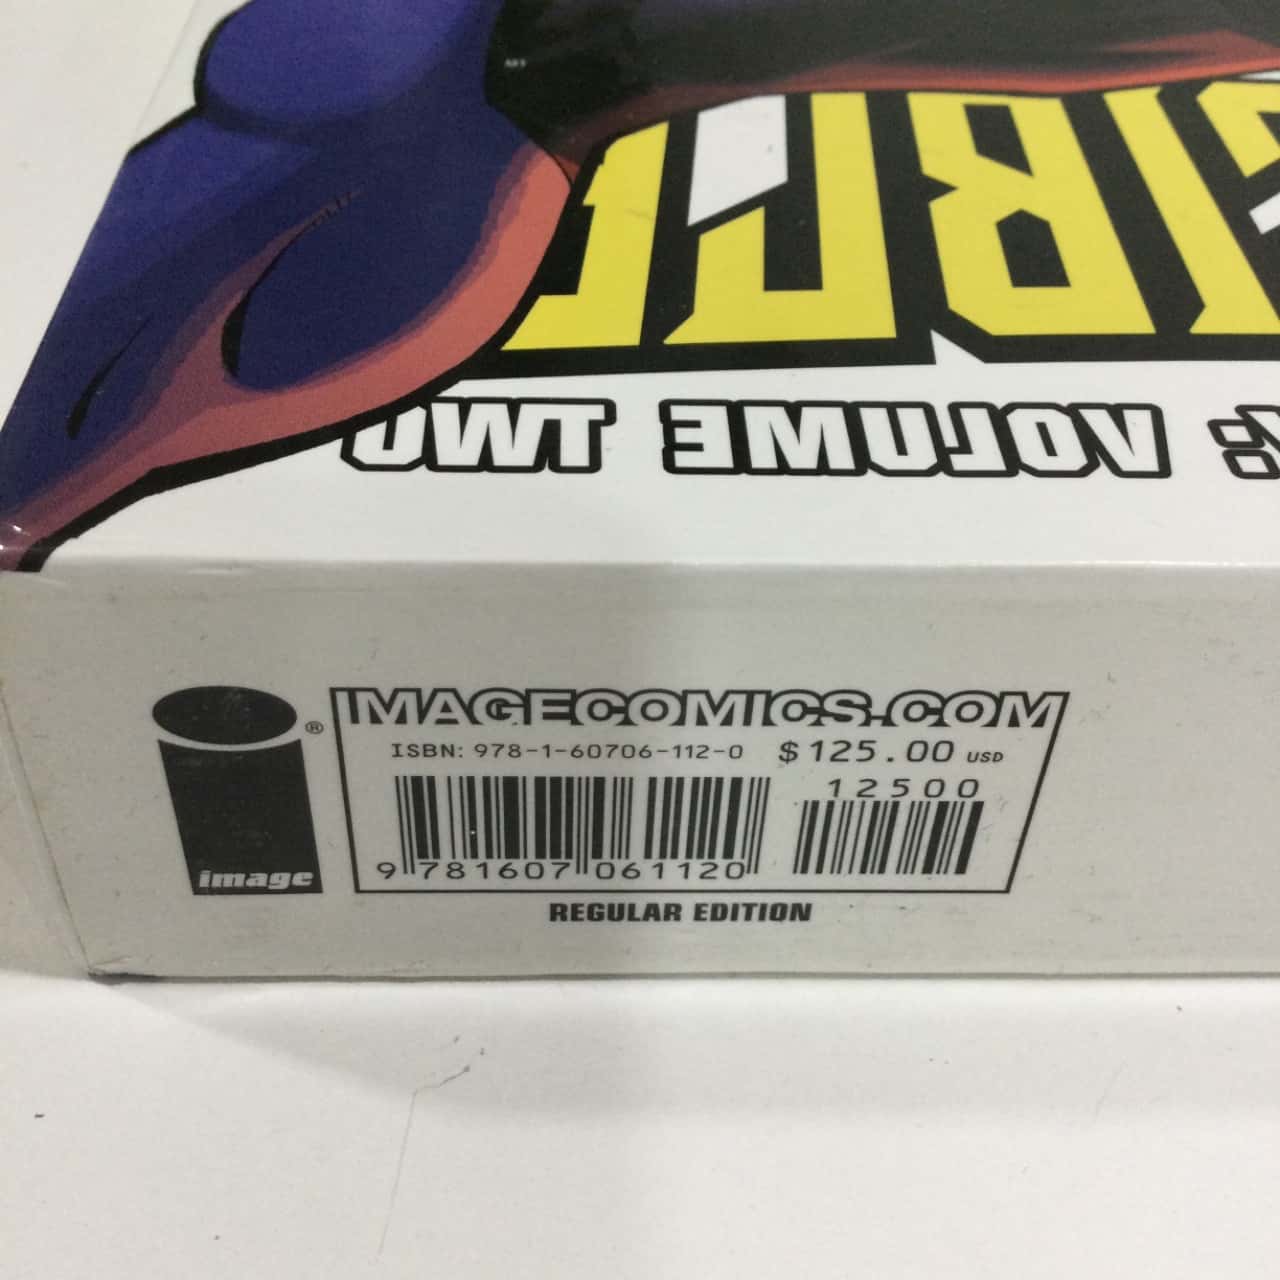 VOLUME TWO
IMAGECOMICS.COM
ISBN: 978-1-60706-112-0 $125.00 USD
12500
9 781607 061120
image
®
REGULAR EDITION